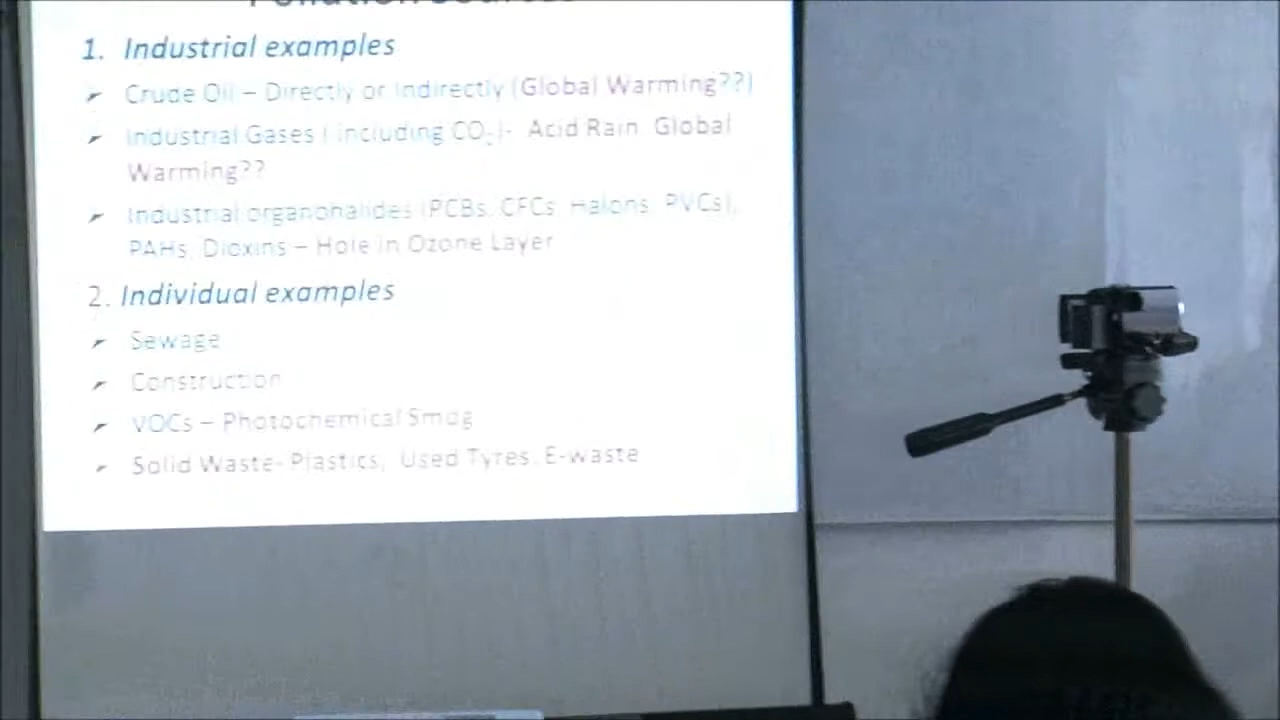 Pollution Sources
1. Industrial examples
Crude Oil – Directly or Indirectly (Global Warming??)
Industrial Gases ( including CO₂)- Acid Rain Global
Warming??
Industrial organohalides (PCBs, CFCs, Halons, PVCs),
PAHs, Dioxins – Hole in Ozone Layer
2. Individual examples
Sewage
Construction
VOCs – Photochemical Smog
Solid Waste- Plastics, Used Tyres, E-waste